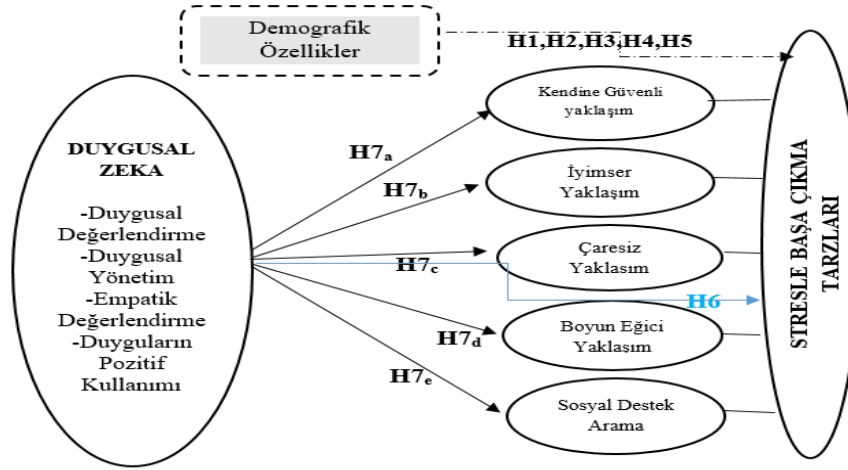 Demografik
Özellikler
H1,H2,H3,H4,H5
DUYGUSAL
ZEKA
-Duygusal
Değerlendirme
-Duygusal
Yönetim
-Empatik
Değerlendirme
-Duyguların
Pozitif
Kullanımı
H7a
H7b
H7c
H7d
H7e
H6
Kendine Güvenli
yaklaşım
İyimser
Yaklaşım
Çaresiz
Yaklasım
Boyun Eğici
Yaklaşım
Sosyal Destek
Arama
STRESLE BAŞA ÇIKMA
TARZLARI